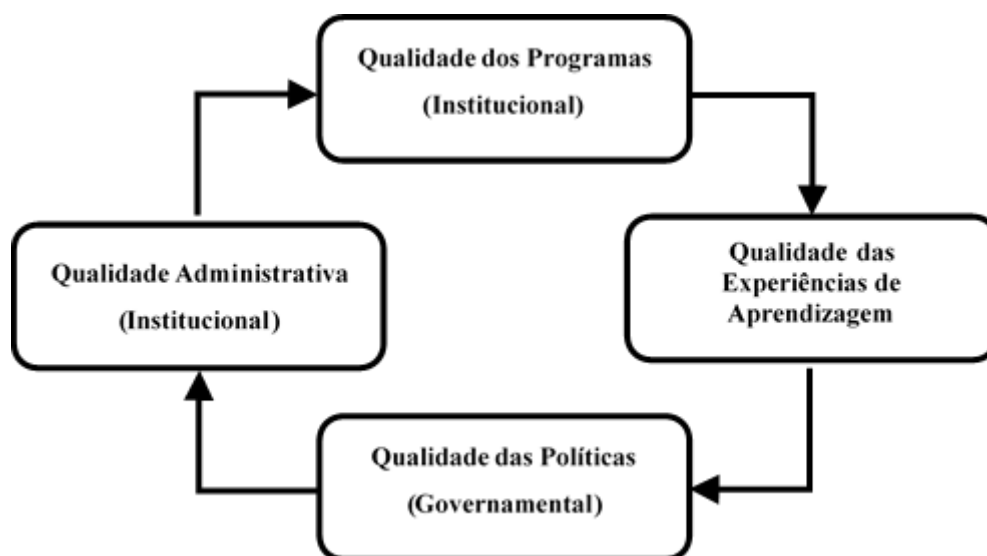 Qualidade dos Programas
(Institucional)
Qualidade Administrativa
(Institucional)
Qualidade das
Experiências de
Aprendizagem
Qualidade das Políticas
(Governamental)